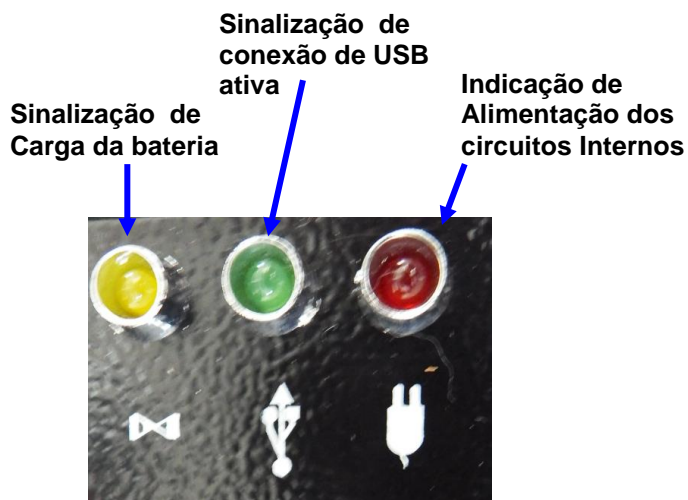 Sinalização de
conexão de USB
ativa
Indicação de
Alimentação dos
circuitos Internos
Sinalização de
Carga da bateria